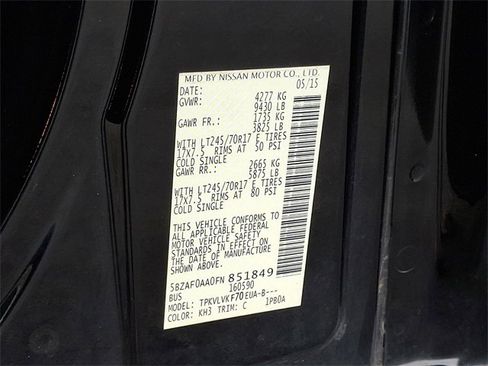 MFD BY NISSAN MOTOR CO., LTD.
DATE: 05/15
GVWR: 4277 KG
9430 LB
GAWR FR.: 1735 KG
3825 LB
WITH LT245/70R17 E TIRES
17X7.5 RIMS AT 50 PSI
COLD SINGLE
GAWR RR.: 2665 KG
5875 LB
WITH LT245/70R17 E TIRES
17X7.5 RIMS AT 80 PSI
COLD SINGLE
THIS VEHICLE CONFORMS TO
ALL APPLICABLE FEDERAL
MOTOR VEHICLE SAFETY
STANDARDS IN EFFECT ON
THE DATE OF MANUFACTURE
SHOWN ABOVE.
5BZAF0AA0FN851849
BUS 160590
MODEL: TPKVLVKF70EUA-B---
COLOR: KH3 TRIM: C 1PB0A